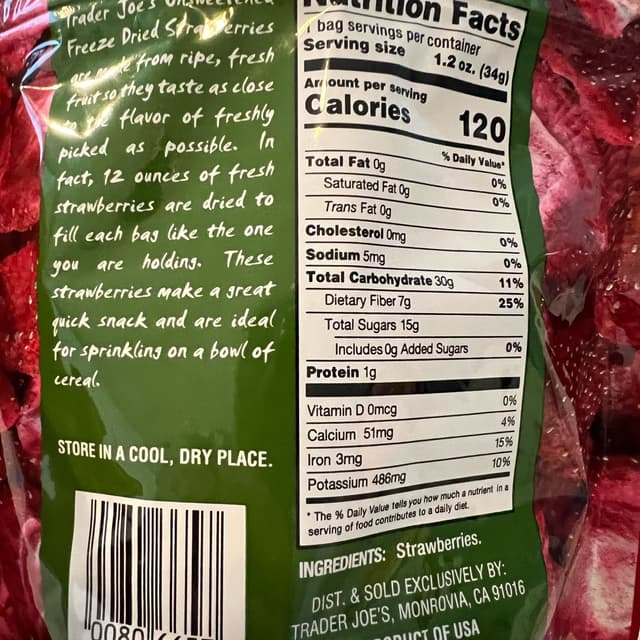 Trader Joe's Unsweetened
Freeze Dried Strawberries
are made from ripe, fresh
fruit so they taste as close
to the flavor of freshly
picked as possible. In
fact, 12 ounces of fresh
strawberries are dried to
fill each bag like the one
you are holding. These
strawberries make a great
quick snack and are ideal
for sprinkling on a bowl of
cereal.
STORE IN A COOL, DRY PLACE.
Nutrition Facts
1 bag servings per container
Serving size 1.2 oz. (34g)
Amount per serving
Calories 120
% Daily Value*
Total Fat 0g 0%
Saturated Fat 0g 0%
Trans Fat 0g
Cholesterol 0mg 0%
Sodium 5mg 0%
Total Carbohydrate 30g 11%
Dietary Fiber 7g 25%
Total Sugars 15g
Includes 0g Added Sugars 0%
Protein 1g
Vitamin D 0mcg 0%
Calcium 51mg 4%
Iron 3mg 15%
Potassium 486mg 10%
* The % Daily Value tells you how much a nutrient in a
serving of food contributes to a daily diet.
INGREDIENTS: Strawberries.
DIST. & SOLD EXCLUSIVELY BY:
TRADER JOE'S, MONROVIA, CA 91016
PRODUCT OF USA